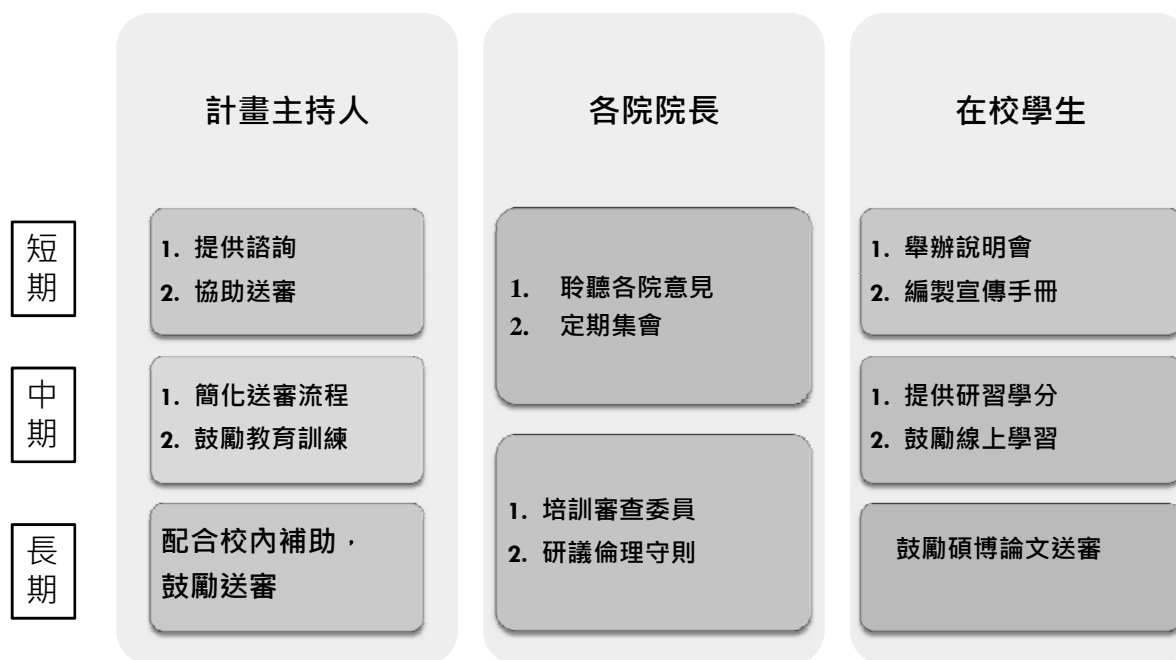 計畫主持人
各院院長
在校學生
短期
1. 提供諮詢
2. 協助送審
1. 聆聽各院意見
2. 定期集會
1. 舉辦說明會
2. 編製宣傳手冊
中期
1. 簡化送審流程
2. 鼓勵教育訓練
1. 提供研習學分
2. 鼓勵線上學習
長期
配合校內補助，
鼓勵送審
1. 培訓審查委員
2. 研議倫理守則
鼓勵碩博論文送審